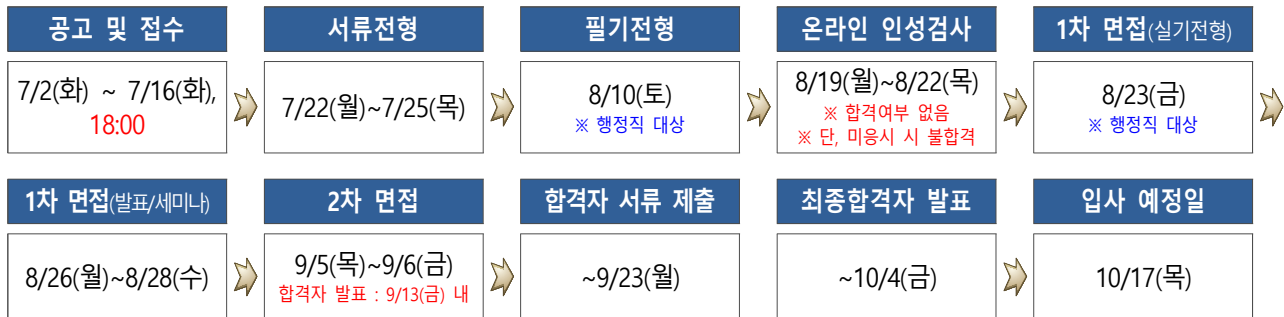 공고 및 접수
7/2(화) ~ 7/16(화),
18:00
서류전형
7/22(월)~7/25(목)
필기전형
8/10(토)
※ 행정직 대상
온라인 인성검사
8/19(월)~8/22(목)
※ 합격여부 없음
※ 단, 미응시 시 불합격
1차 면접(실기전형)
8/23(금)
※ 행정직 대상
1차 면접(발표/세미나)
8/26(월)~8/28(수)
2차 면접
9/5(목)~9/6(금)
합격자 발표 : 9/13(금) 내
합격자 서류 제출
~9/23(월)
최종합격자 발표
~10/4(금)
입사 예정일
10/17(목)